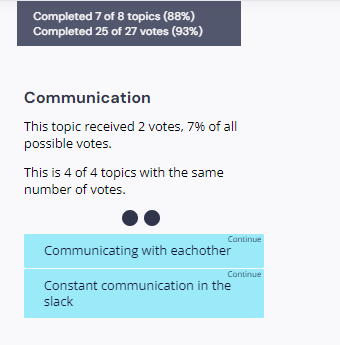 Completed 7 of 8 topics (88%)
Completed 25 of 27 votes (93%)
Communication
This topic received 2 votes, 7% of all
possible votes.
This is 4 of 4 topics with the same
number of votes.
Continue
Communicating with eachother
Continue
Constant communication in the
slack